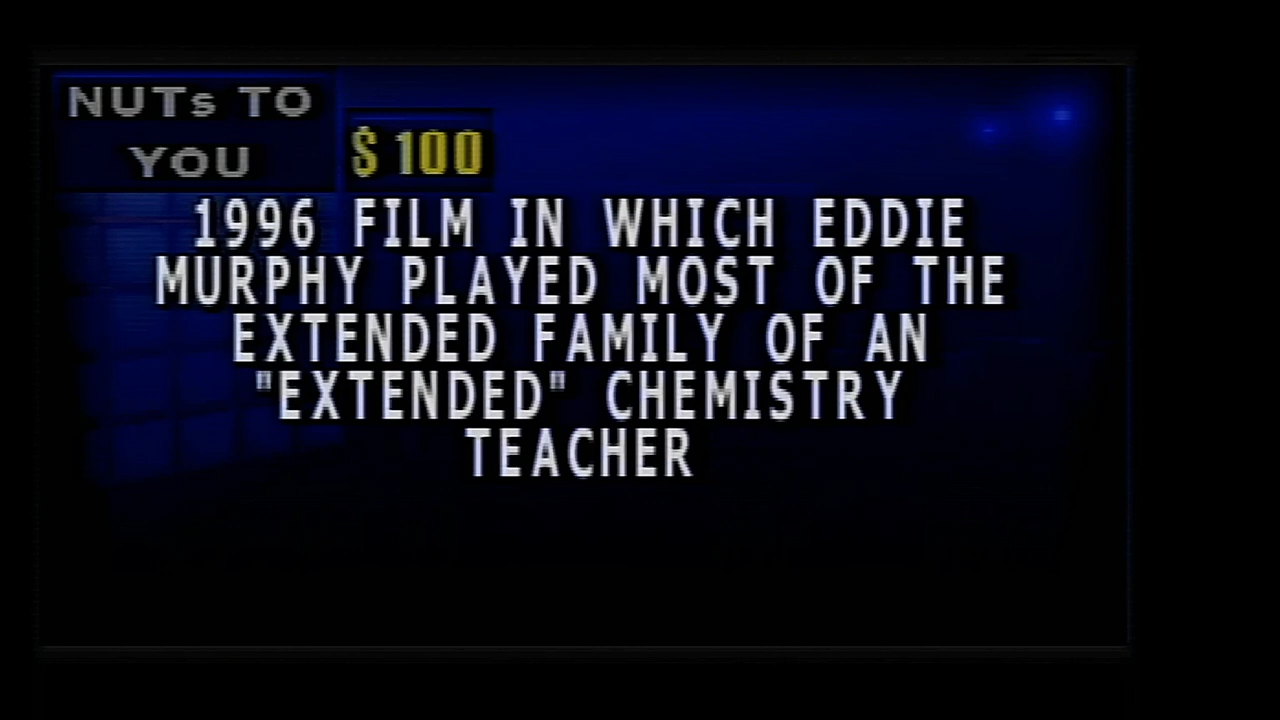 NUTs TO
YOU
$ 100
1996 FILM IN WHICH EDDIE
MURPHY PLAYED MOST OF THE
EXTENDED FAMILY OF AN
"EXTENDED" CHEMISTRY
TEACHER